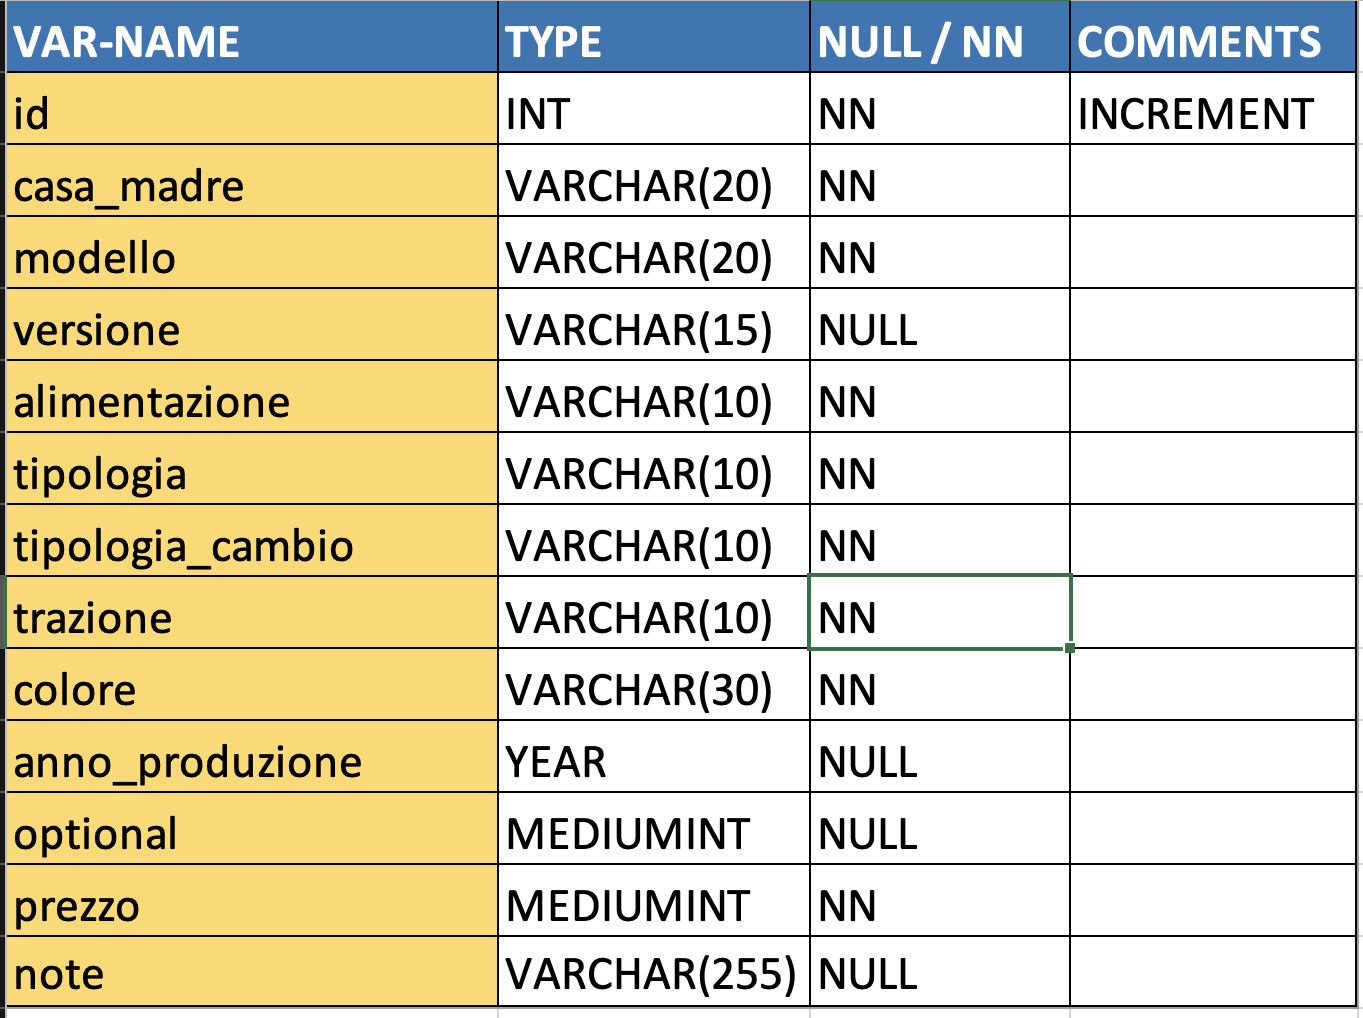 VAR-NAME TYPE NULL / NN COMMENTS
id INT NN INCREMENT
casa_madre VARCHAR(20) NN
modello VARCHAR(20) NN
versione VARCHAR(15) NULL
alimentazione VARCHAR(10) NN
tipologia VARCHAR(10) NN
tipologia_cambio VARCHAR(10) NN
trazione VARCHAR(10) NN
colore VARCHAR(30) NN
anno_produzione YEAR NULL
optional MEDIUMINT NULL
prezzo MEDIUMINT NN
note VARCHAR(255) NULL